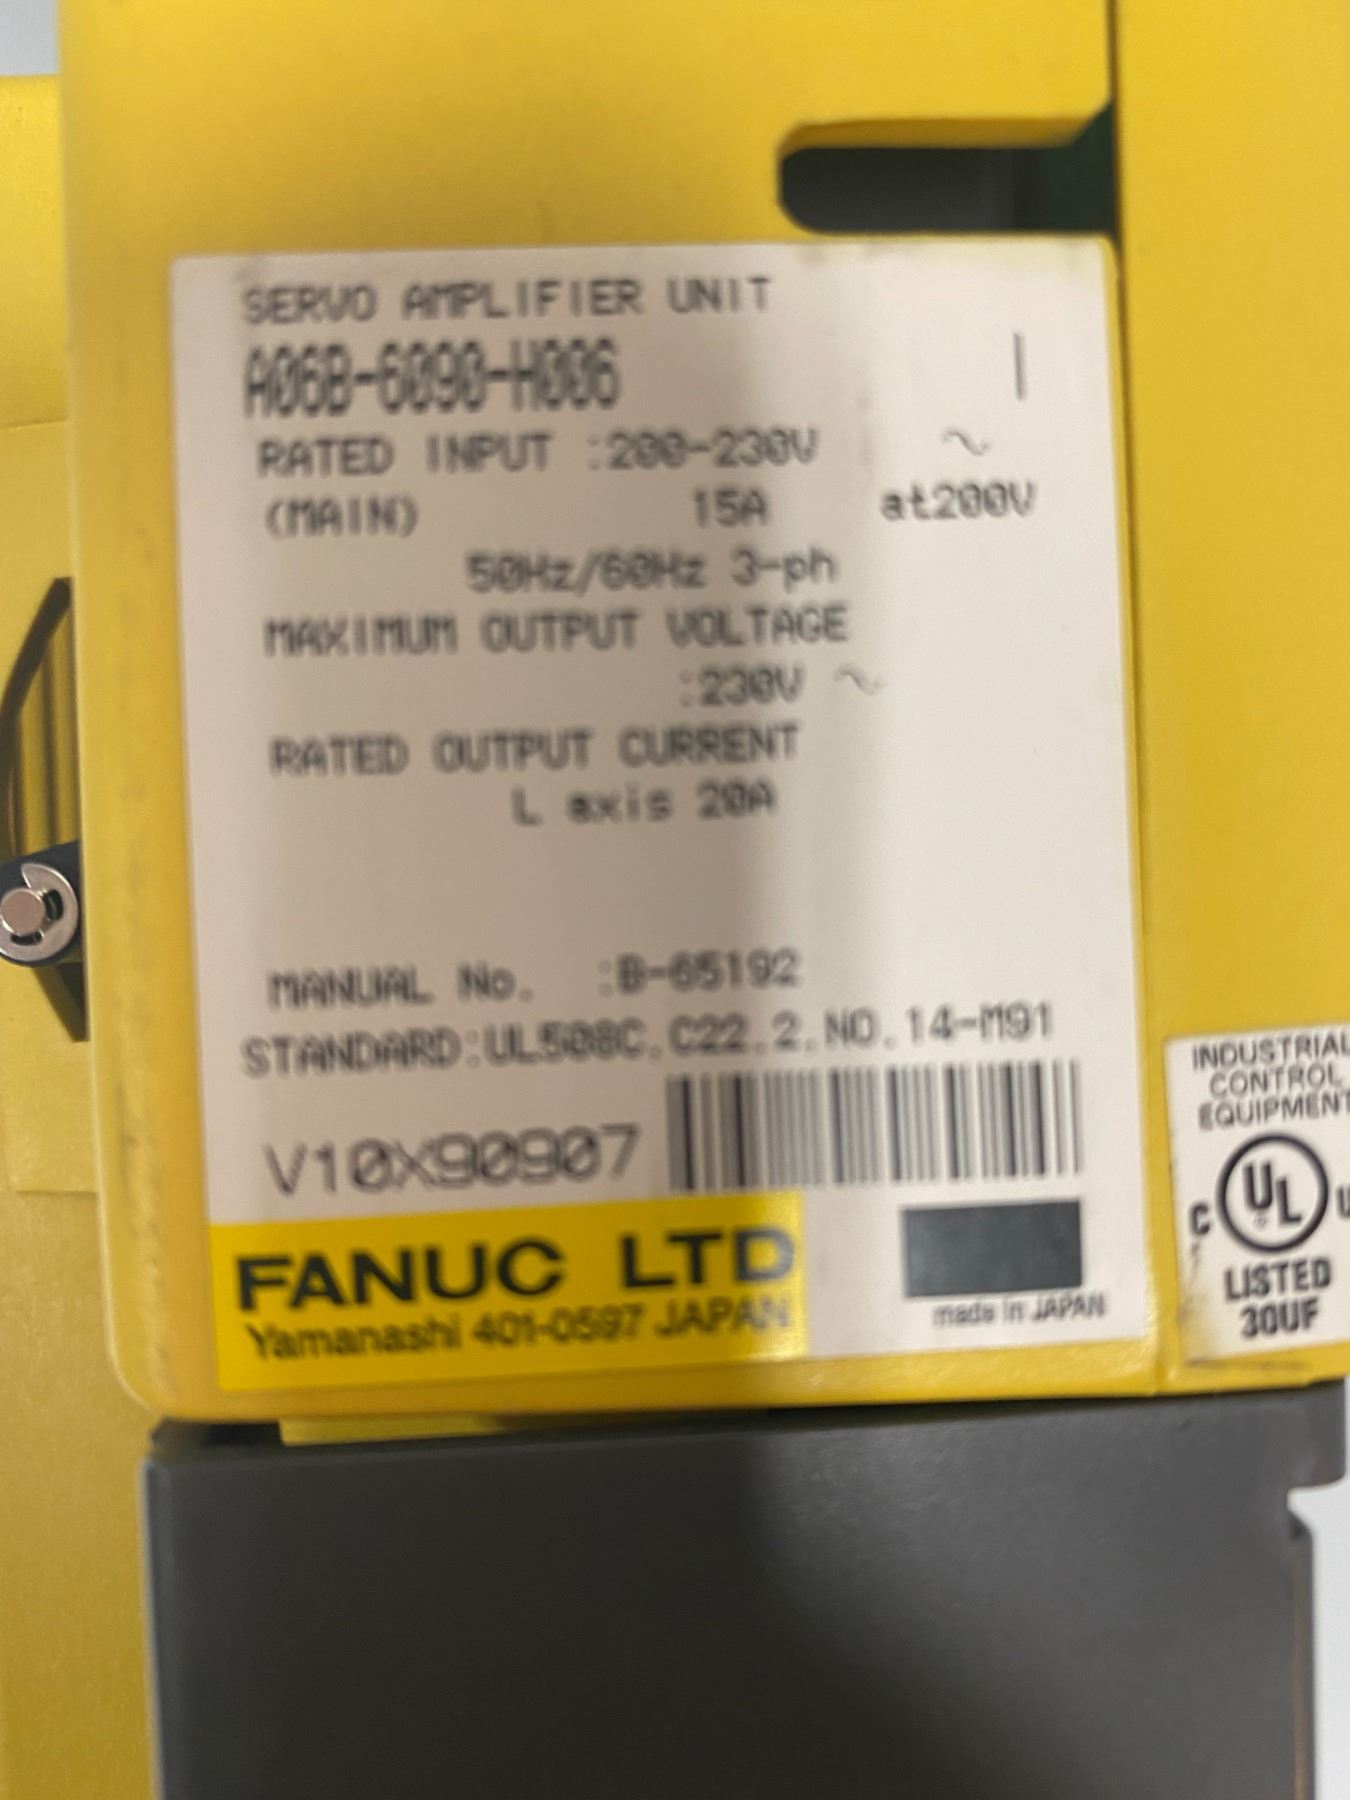 SERVO AMPLIFIER UNIT
A06B-6090-H006 |
RATED INPUT :200-230V ~
(MAIN) 15A at200V
50Hz/60Hz 3-ph
MAXIMUM OUTPUT VOLTAGE
:230V ~
RATED OUTPUT CURRENT
L axis 20A
MANUAL No. :B-65192
STANDARD:UL508C.C22.2.NO.14-M91
V10X90907
FANUC LTD
Yamanashi 401-0597 JAPAN
made in JAPAN
INDUSTRIAL
CONTROL
EQUIPMENT
C UL U
LISTED
30UF